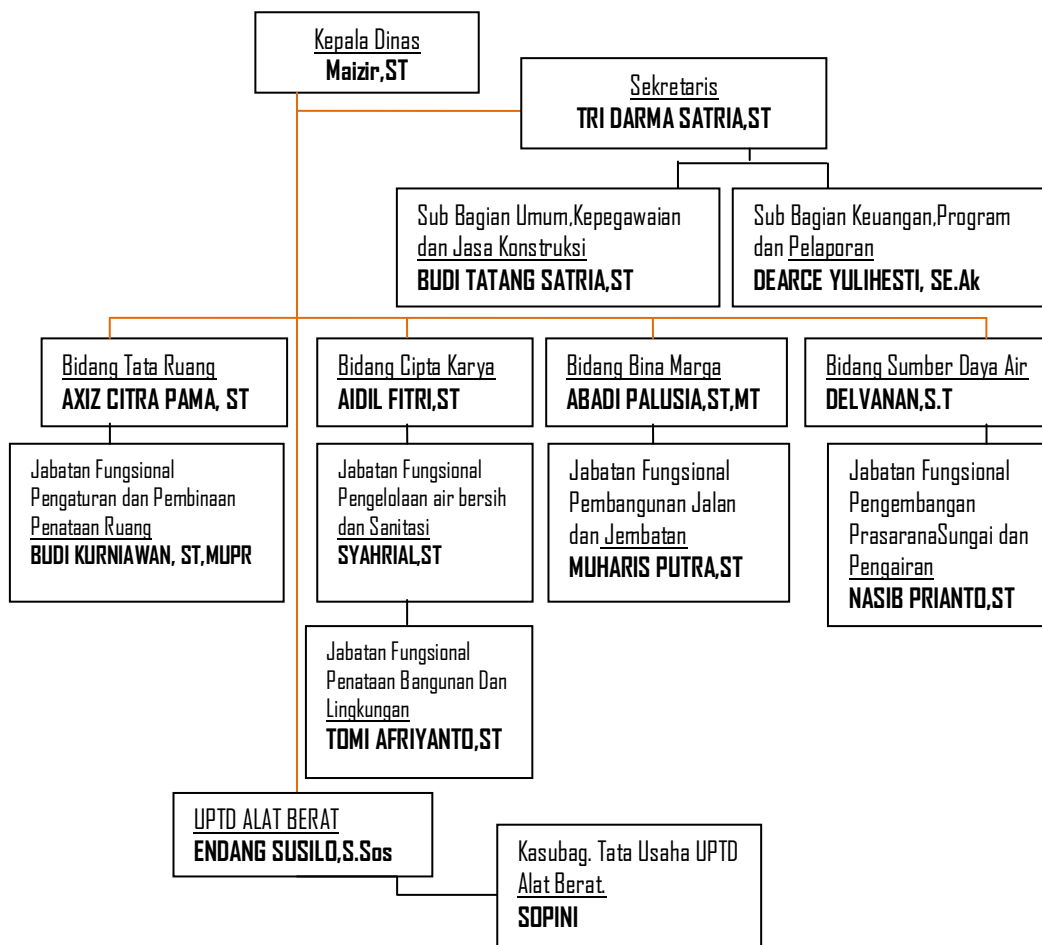 Kepala Dinas
Maizir,ST
Sekretaris
TRI DARMA SATRIA,ST
Sub Bagian Umum,Kepegawaian
dan Jasa Konstruksi
BUDI TATANG SATRIA,ST
Sub Bagian Keuangan,Program
dan Pelaporan
DEARCE YULIHESTI, SE.Ak
Bidang Tata Ruang
AXIZ CITRA PAMA, ST
Bidang Cipta Karya
AIDIL FITRI,ST
Bidang Bina Marga
ABADI PALUSIA,ST,MT
Bidang Sumber Daya Air
DELVANAN,S.T
Jabatan Fungsional
Pengaturan dan Pembinaan
Penataan Ruang
BUDI KURNIAWAN, ST,MUPR
Jabatan Fungsional
Pengelolaan air bersih
dan Sanitasi
SYAHRIAL,ST
Jabatan Fungsional
Pembangunan Jalan
dan Jembatan
MUHARIS PUTRA,ST
Jabatan Fungsional
Pengembangan
PrasaranaSungai dan
Pengairan
NASIB PRIANTO,ST
Jabatan Fungsional
Penataan Bangunan Dan
Lingkungan
TOMI AFRIYANTO,ST
UPTD ALAT BERAT
ENDANG SUSILO,S.Sos
Kasubag. Tata Usaha UPTD
Alat Berat.
SOPINI